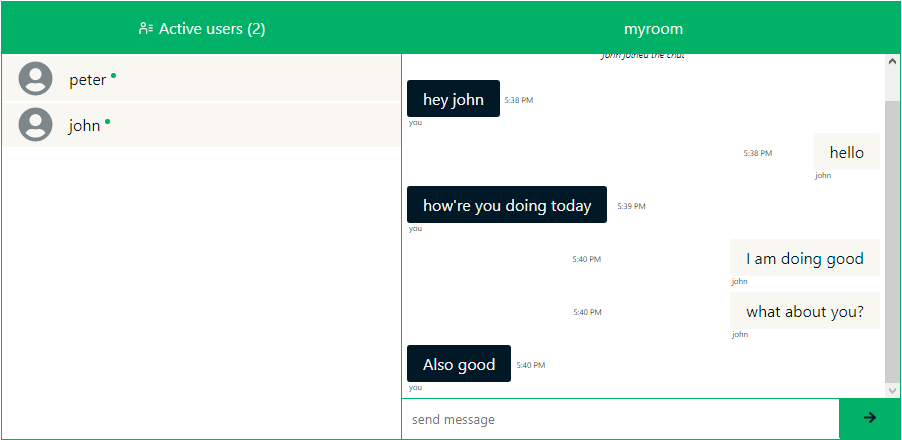 Active users (2)
myroom
peter
john
john joined the chat
hey john
5:38 PM
you
5:38 PM
hello
john
how're you doing today
5:39 PM
you
5:40 PM
I am doing good
john
5:40 PM
what about you?
john
Also good
5:40 PM
you
send message